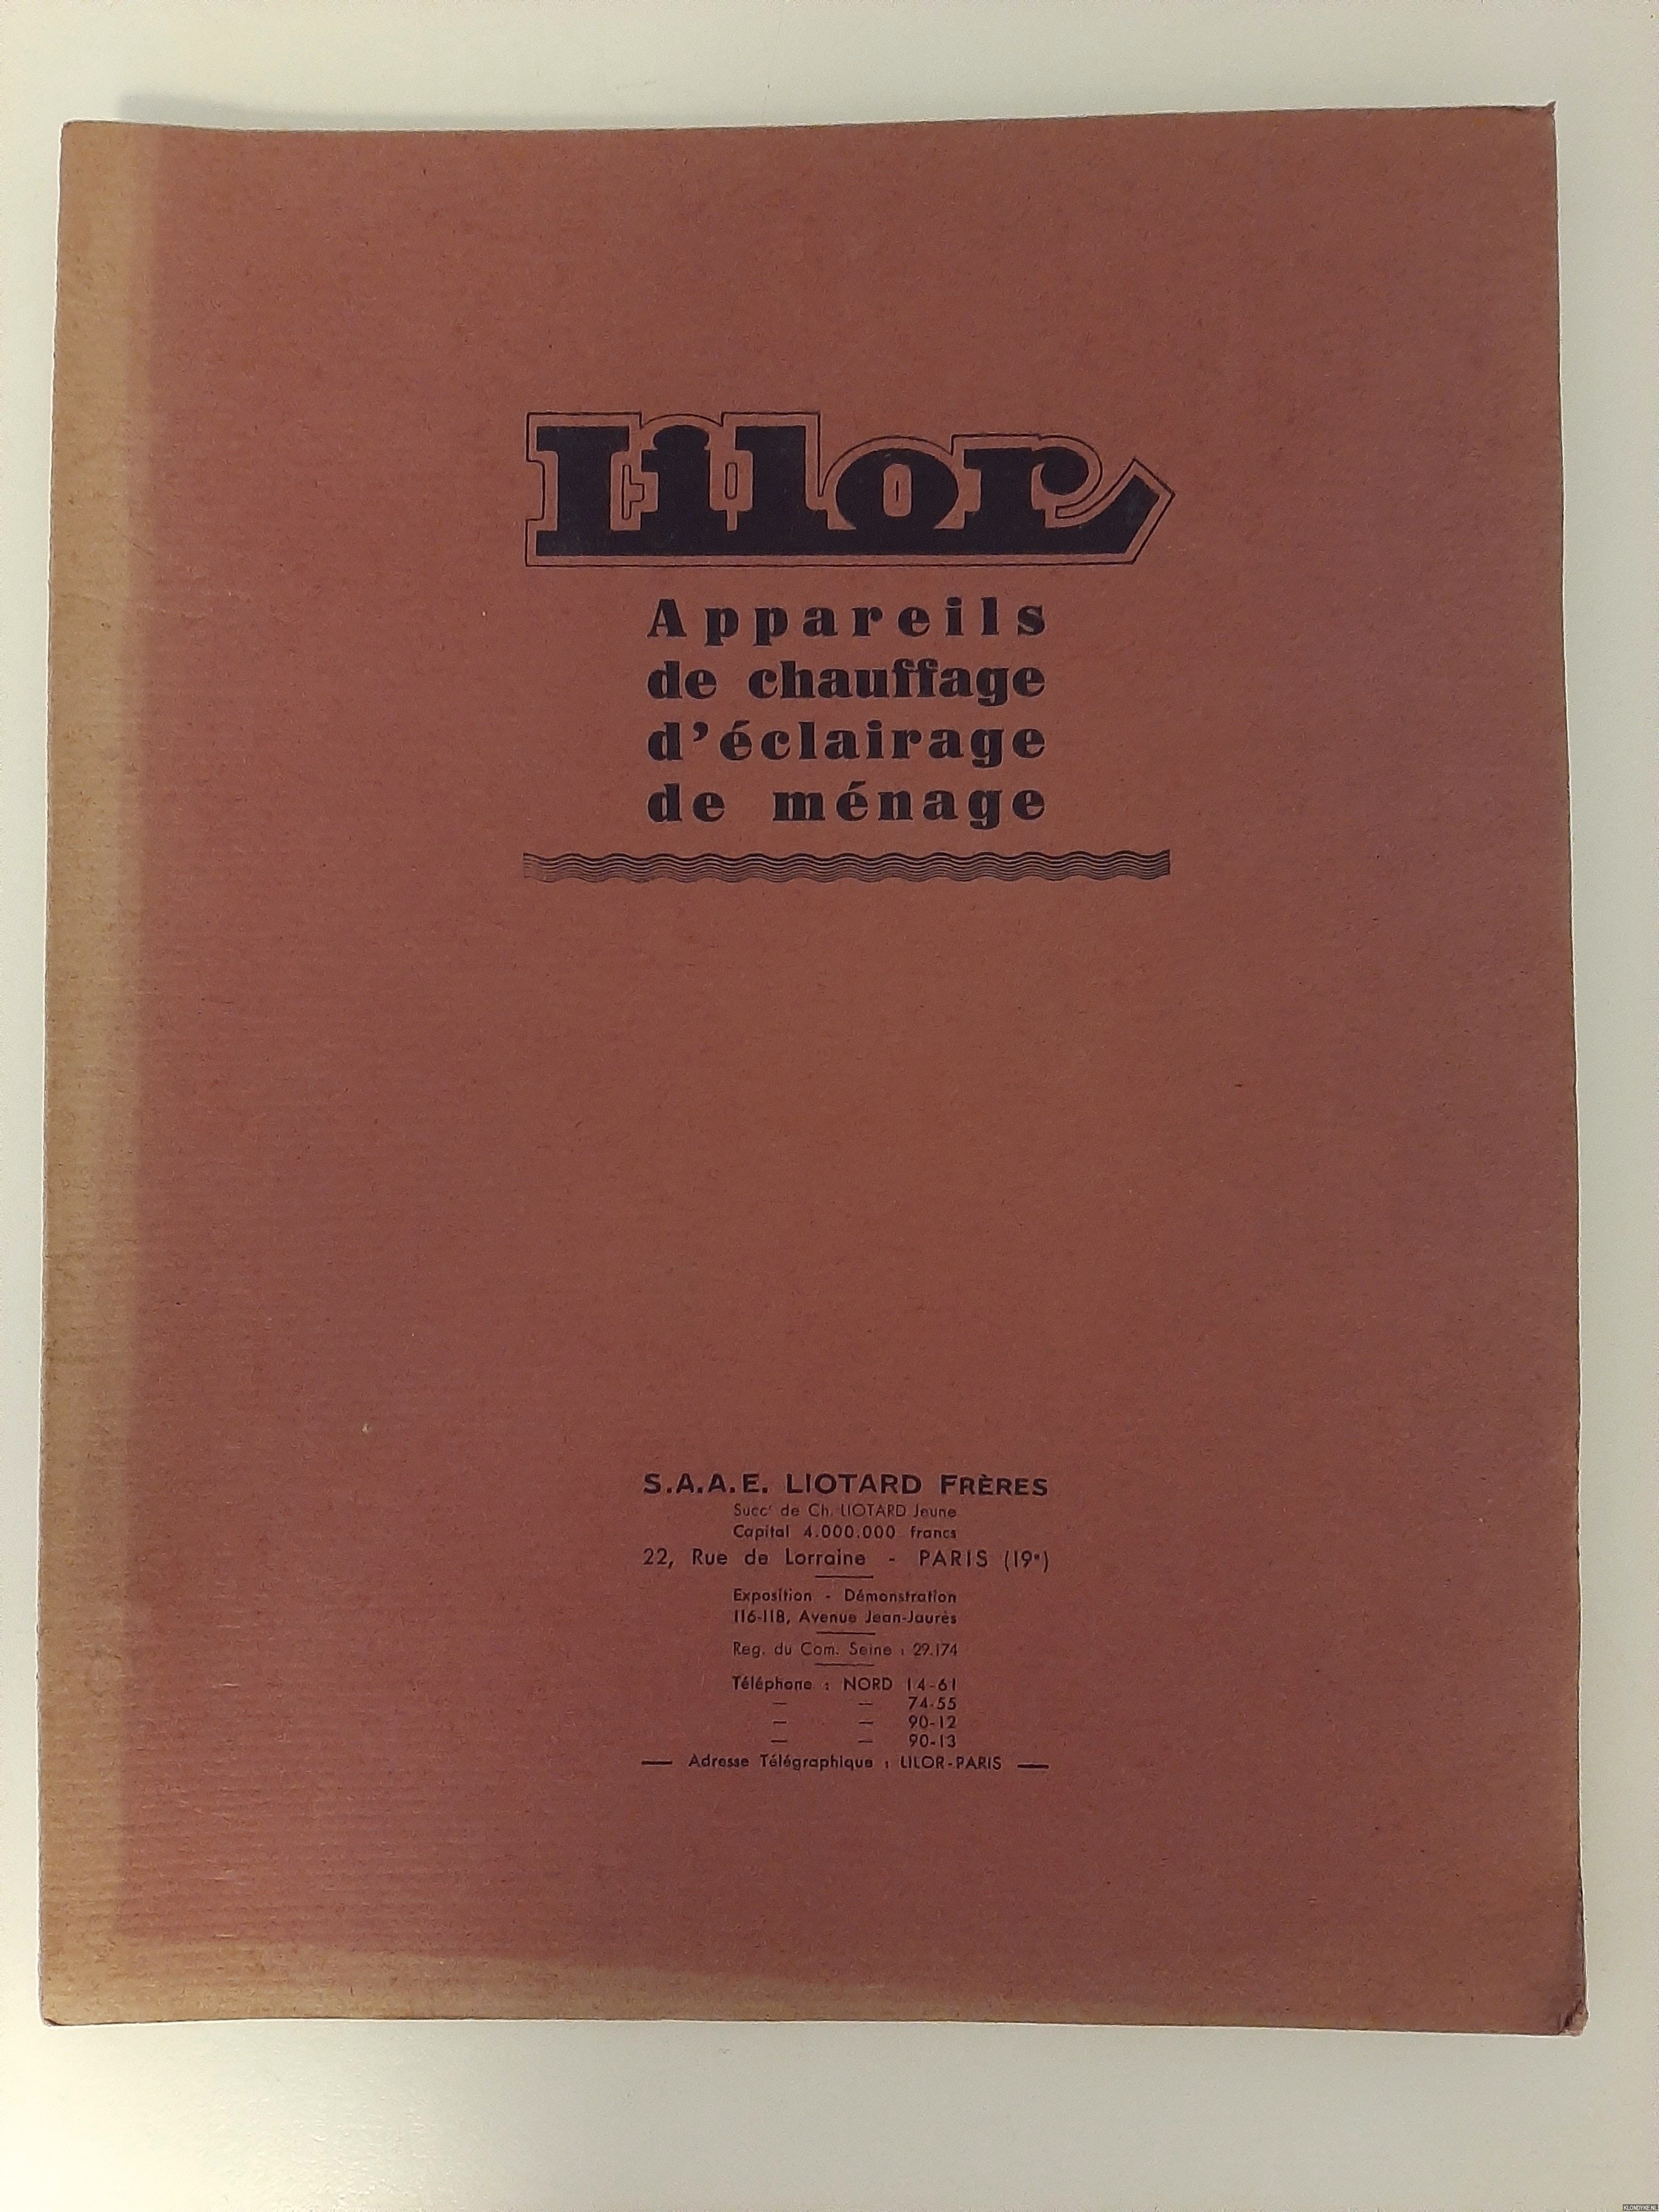 Lilor
Appareils
de chauffage
d'éclairage
de ménage
S.A.A.E. LIOTARD FRÈRES
Succr de Ch. LIOTARD Jeune
Capital 4.000.000 francs
22, Rue de Lorraine - PARIS (19e)
Exposition - Démonstration
116-118, Avenue Jean-Jaurès
Reg. du Com. Seine : 29.174
Téléphone : NORD 14-61
— — 74-55
— — 90-12
— — 90-13
— Adresse Télégraphique : LILOR-PARIS —
KLONDYKE.NL